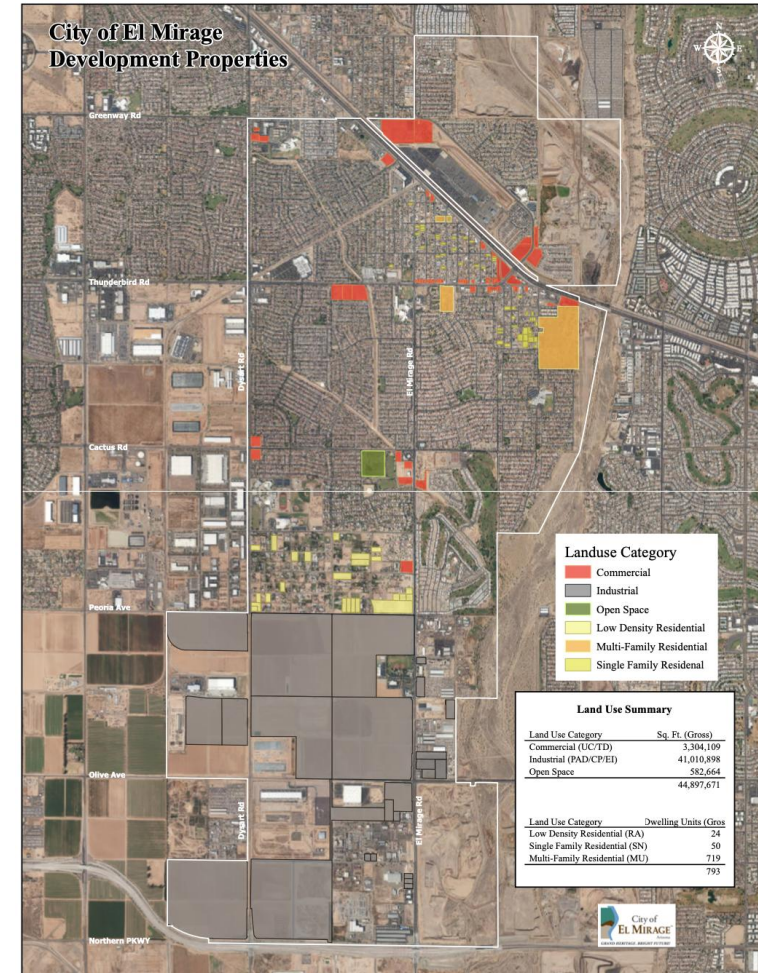 City of El Mirage
Development Properties
N
W E
S
Greenway Rd
Thunderbird Rd
Dysart Rd
El Mirage Rd
Cactus Rd
Peoria Ave
Olive Ave
Dysart Rd
El Mirage Rd
Northern PKWY
Landuse Category
Commercial
Industrial
Open Space
Low Density Residential
Multi-Family Residential
Single Family Residenal
Land Use Summary
Land Use Category Sq. Ft. (Gross)
Commercial (UC/TD) 3,304,109
Industrial (PAD/CP/EI) 41,010,898
Open Space 582,664
44,897,671
Land Use Category Dwelling Units (Gros
Low Density Residential (RA) 24
Single Family Residential (SN) 50
Multi-Family Residential (MU) 719
793
City of
EL MIRAGE
GRAND HERITAGE, BRIGHT FUTURE